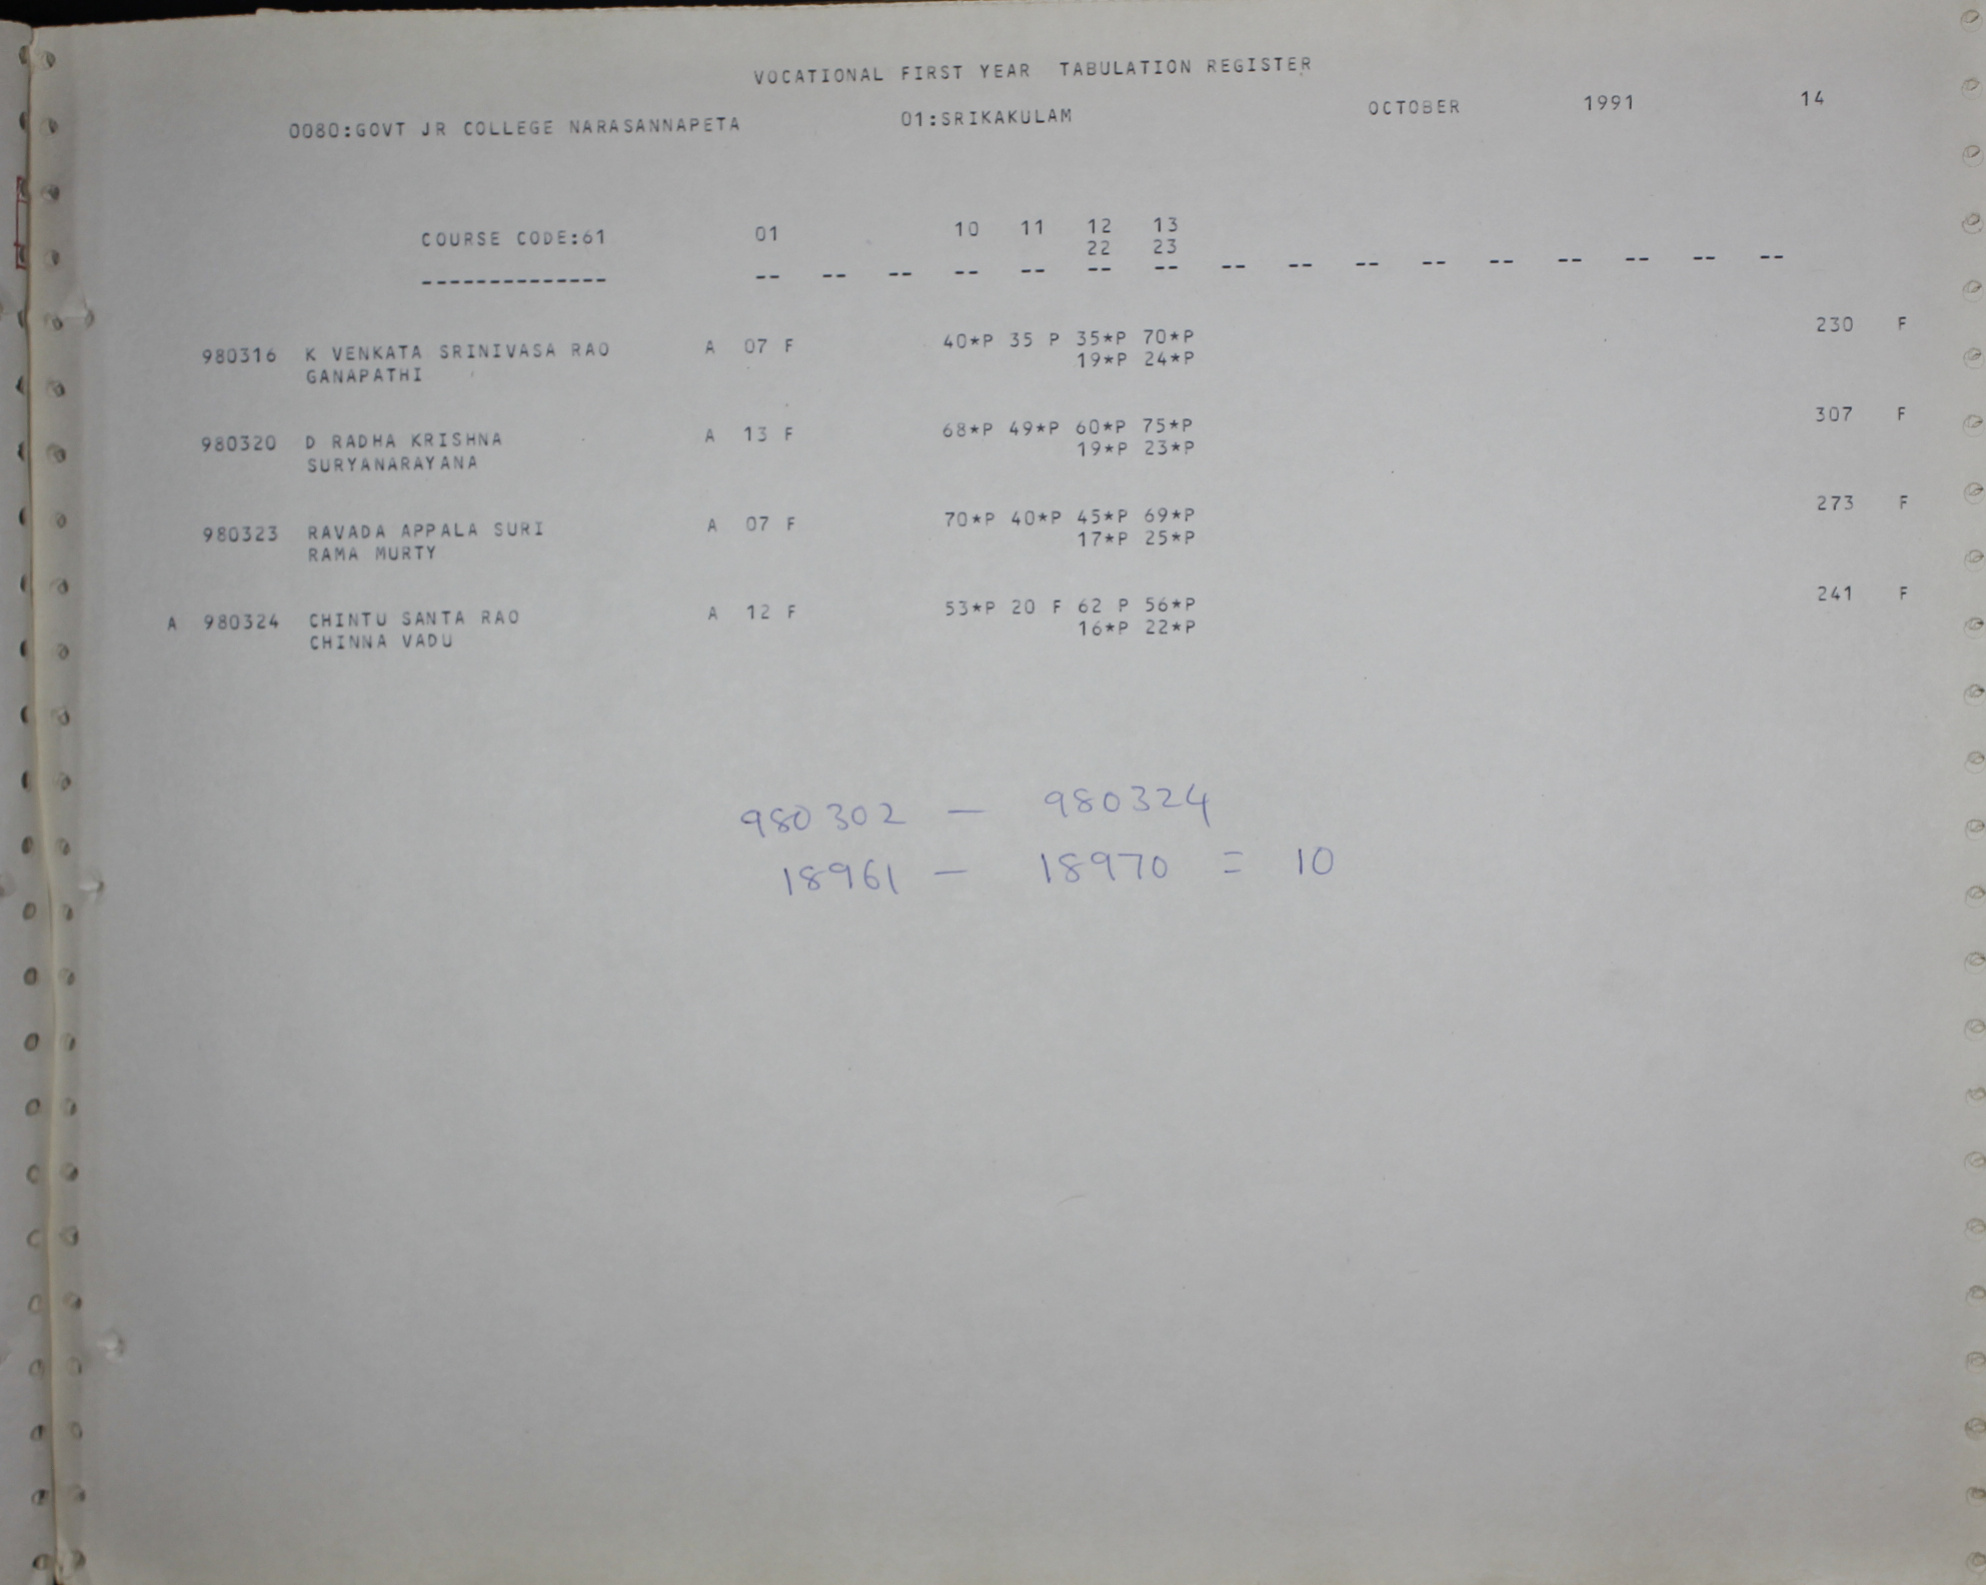 VOCATIONAL FIRST YEAR TABULATION REGISTER
0080:GOVT JR COLLEGE NARASANNAPETA 01:SRIKAKULAM OCTOBER 1991 14
COURSE CODE:61 01 10 11 12 13
22 23
-------------- -- -- -- -- -- -- -- -- -- -- -- -- -- -- -- --
980316 K VENKATA SRINIVASA RAO A 07 F 40*P 35 P 35*P 70*P 230 F
GANAPATHI 19*P 24*P
980320 D RADHA KRISHNA A 13 F 68*P 49*P 60*P 75*P 307 F
SURYANARAYANA 19*P 23*P
980323 RAVADA APPALA SURI A 07 F 70*P 40*P 45*P 69*P 273 F
RAMA MURTY 17*P 25*P
A 980324 CHINTU SANTA RAO A 12 F 53*P 20 F 62 P 56*P 241 F
CHINNA VADU 16*P 22*P
980302 — 980324
18961 — 18970 = 10